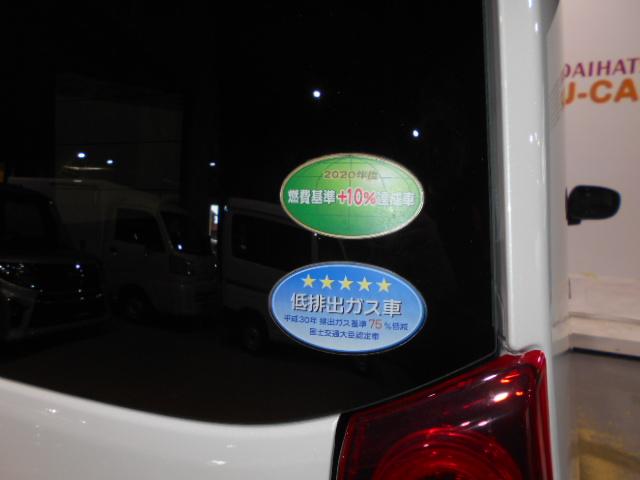 2020年度
燃費基準+10%達成車
★★★★★
低排出ガス車
平成30年 排出ガス基準 75%低減
国土交通大臣認定車
DAIHAT
U-CA